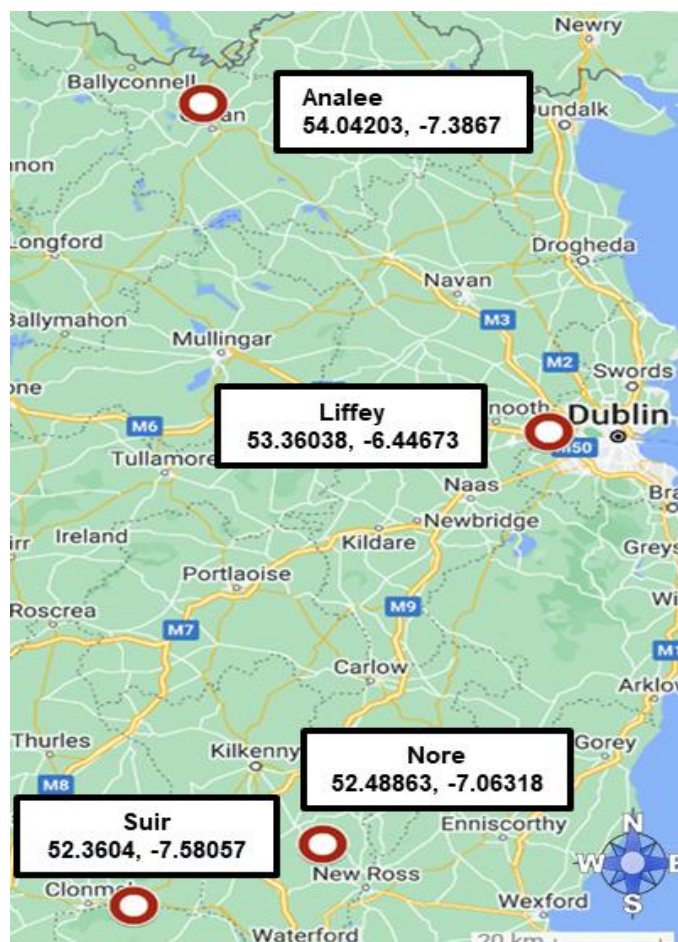 Newry
Ballyconnell
Analee
54.04203, -7.3867
Longford
Drogheda
Navan
M3
Ballymahon
Mullingar
M2
Swords
Liffey
53.36038, -6.44673
Dublin
M6
M50
Tullamore
Naas
Newbridge
Ireland
Kildare
Portlaoise
M9
Roscrea
M7
Carlow
Thurles
Kilkenny
Nore
52.48863, -7.06318
Gorey
M8
Suir
52.3604, -7.58057
Enniscorthy
N
W
E
S
New Ross
Wexford
Waterford
20 km